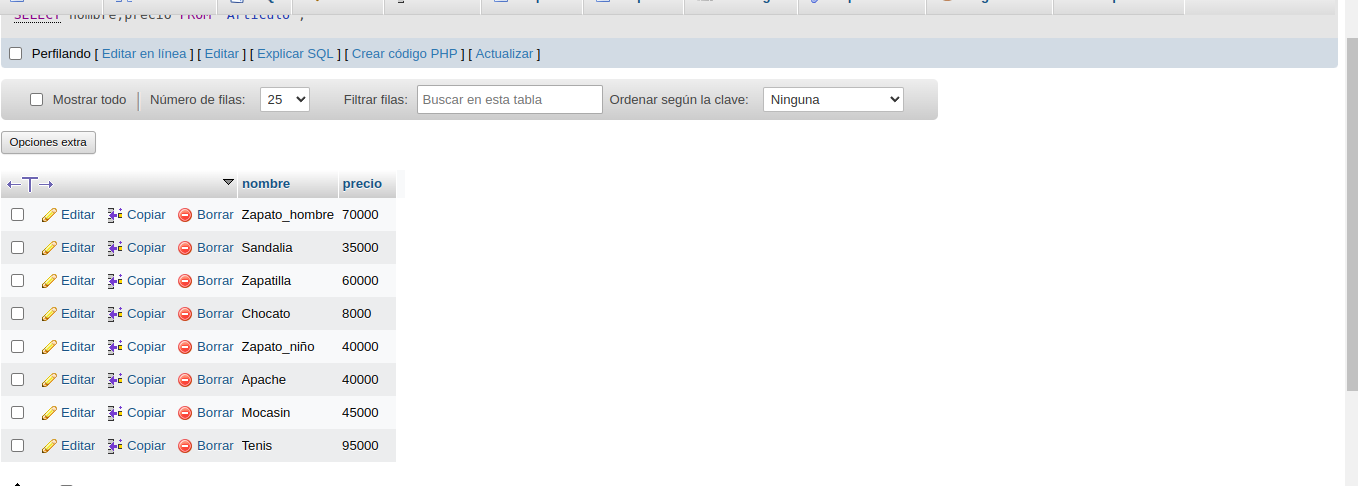 SELECT nombre,precio FROM `Articulo`;
Perfilando [ Editar en línea ] [ Editar ] [ Explicar SQL ] [ Crear código PHP ] [ Actualizar ]
Mostrar todo | Número de filas: 25 Filtrar filas: Buscar en esta tabla Ordenar según la clave: Ninguna
Opciones extra
←T→ nombre precio
Editar Copiar Borrar Zapato_hombre 70000
Editar Copiar Borrar Sandalia 35000
Editar Copiar Borrar Zapatilla 60000
Editar Copiar Borrar Chocato 8000
Editar Copiar Borrar Zapato_niño 40000
Editar Copiar Borrar Apache 40000
Editar Copiar Borrar Mocasin 45000
Editar Copiar Borrar Tenis 95000